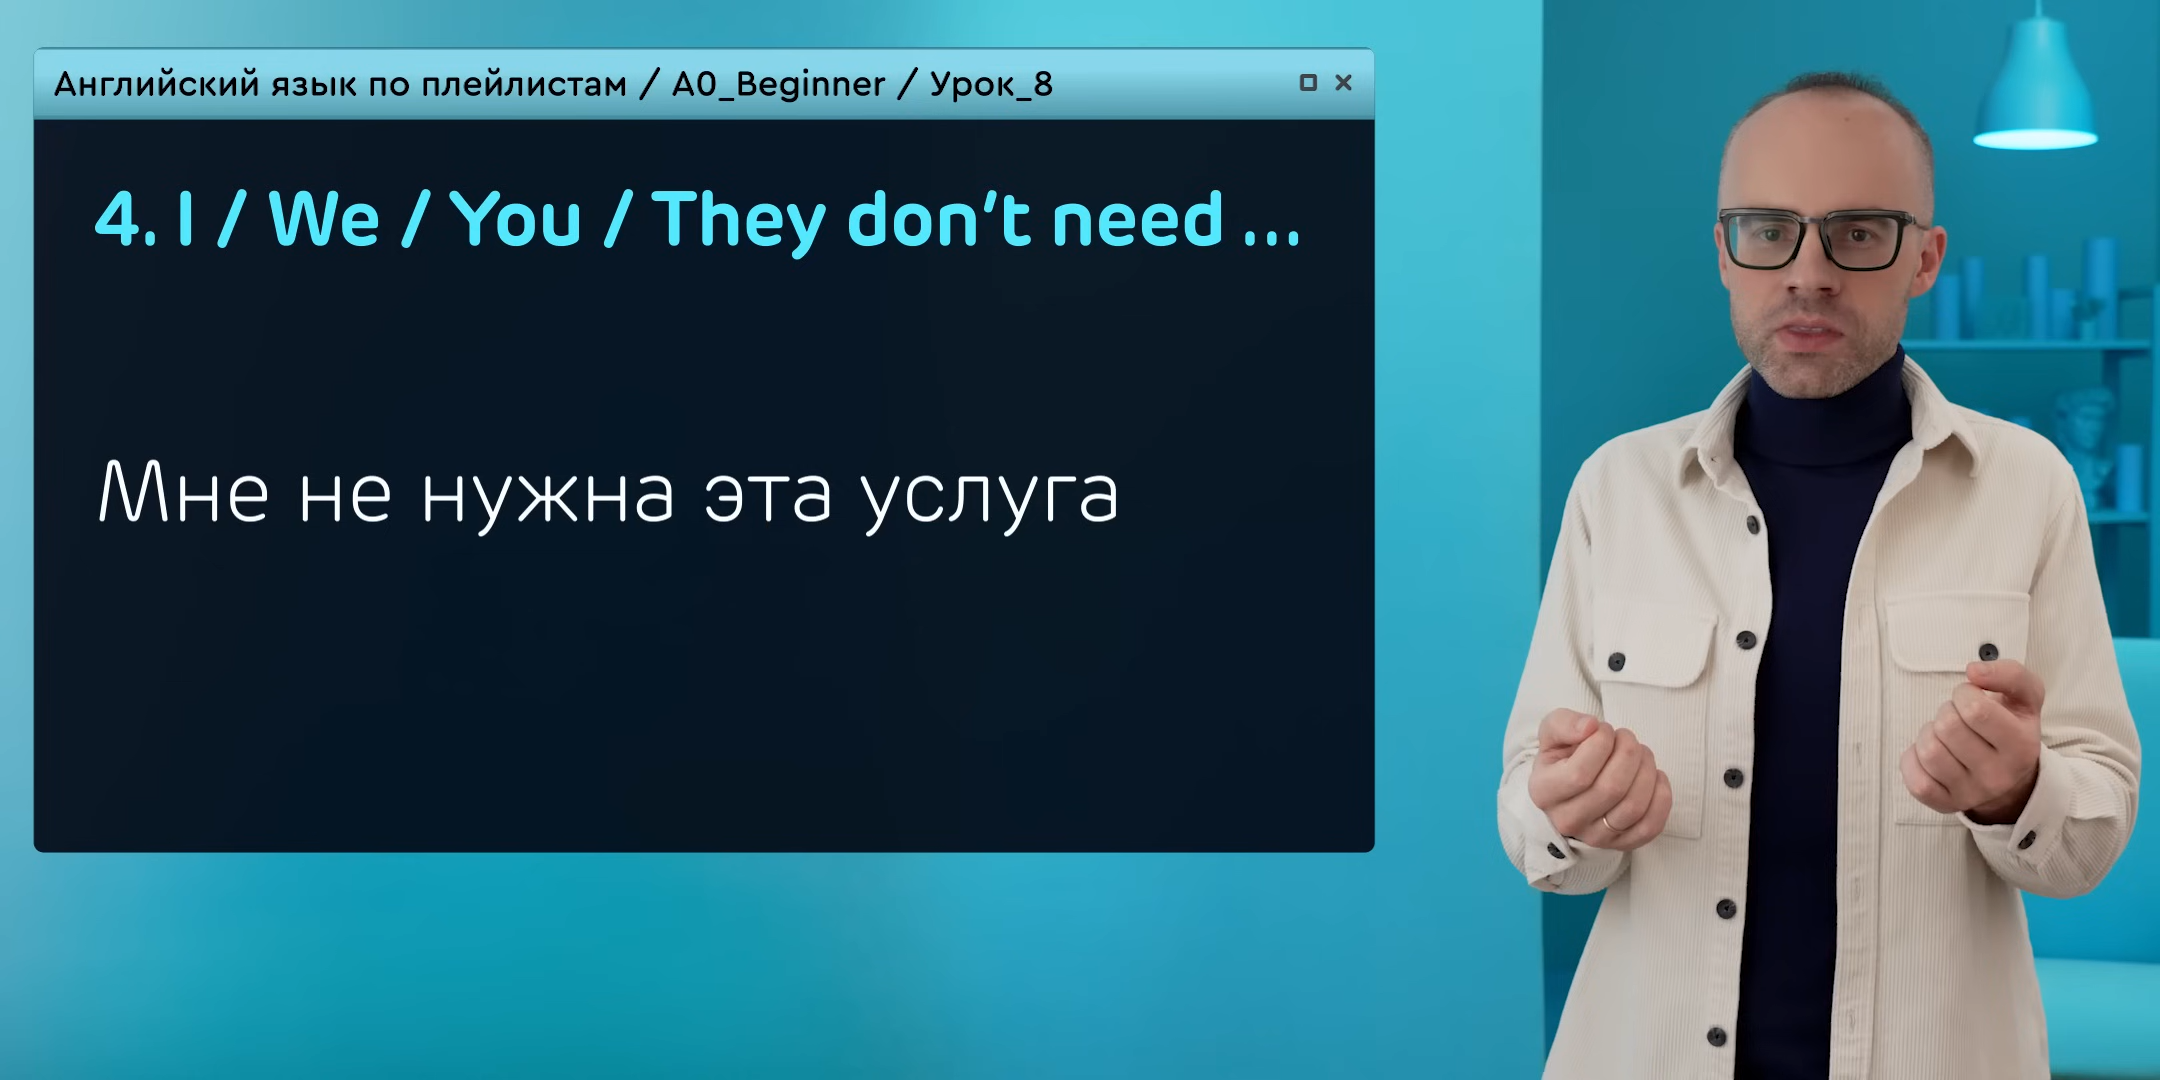 Английский язык по плейлистам / A0_Beginner / Урок_8
4. I / We / You / They don’t need ...
Мне не нужна эта услуга